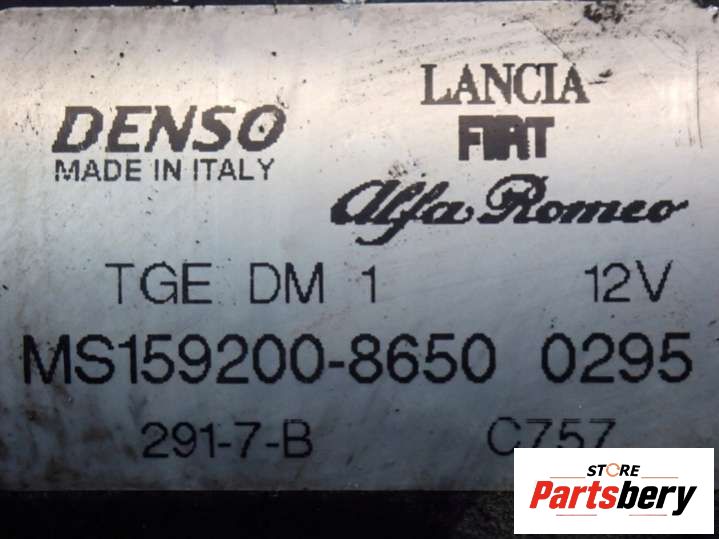 DENSO
MADE IN ITALY
LANCIA
FIAT
Alfa Romeo
TGE DM 1 12V
MS159200-8650 0295
291-7-B C757
STORE
Partsbery